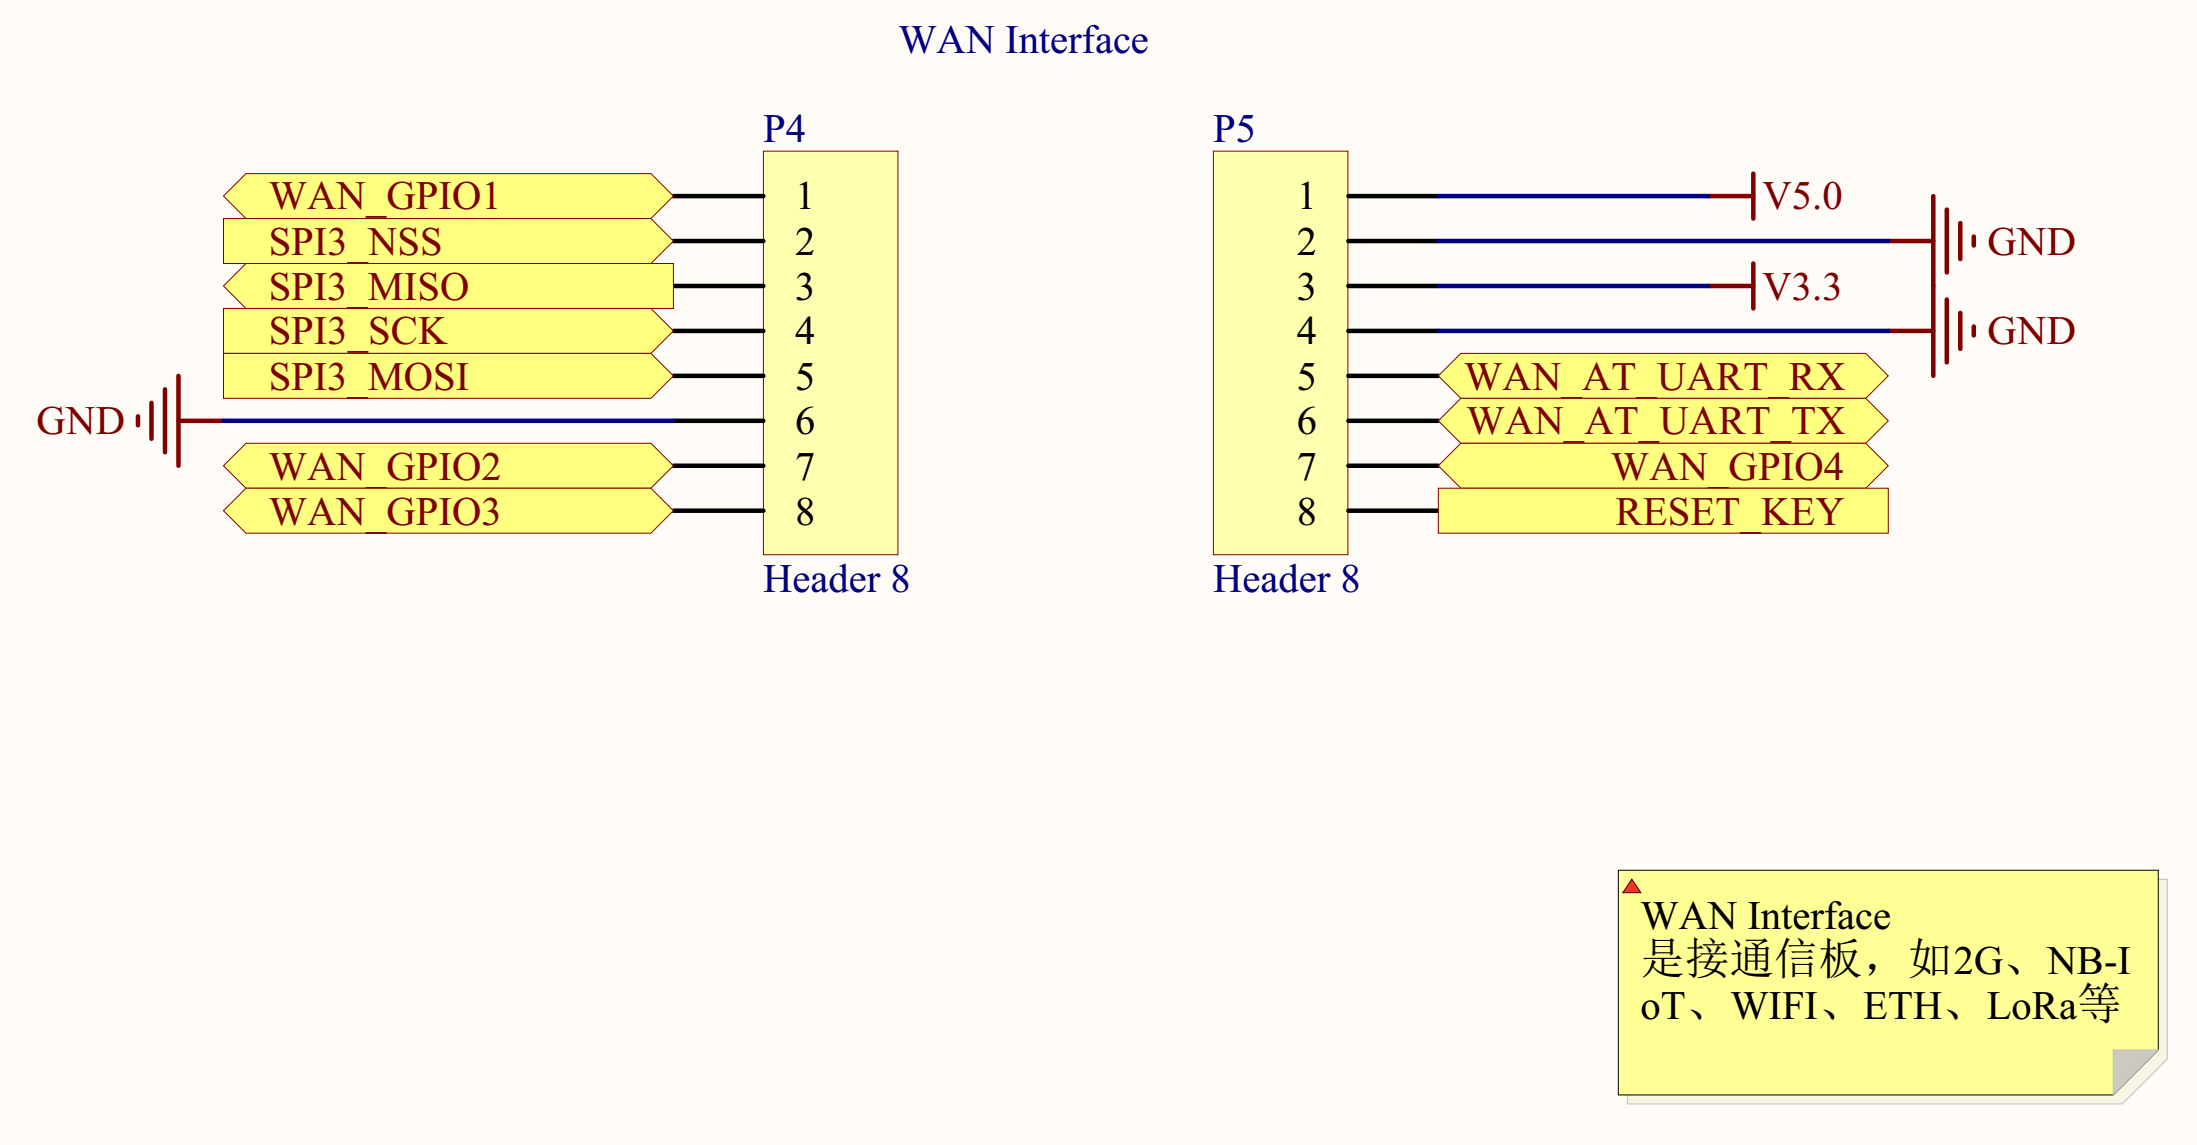 WAN Interface
P4
WAN_GPIO1 1
SPI3_NSS 2
SPI3_MISO 3
SPI3_SCK 4
SPI3_MOSI 5
GND 6
WAN_GPIO2 7
WAN_GPIO3 8
Header 8
P5
1 V5.0
2 GND
3 V3.3
4 GND
5 WAN_AT_UART_RX
6 WAN_AT_UART_TX
7 WAN_GPIO4
8 RESET_KEY
Header 8
WAN Interface
是接通信板，如2G、NB-I
oT、WIFI、ETH、LoRa等